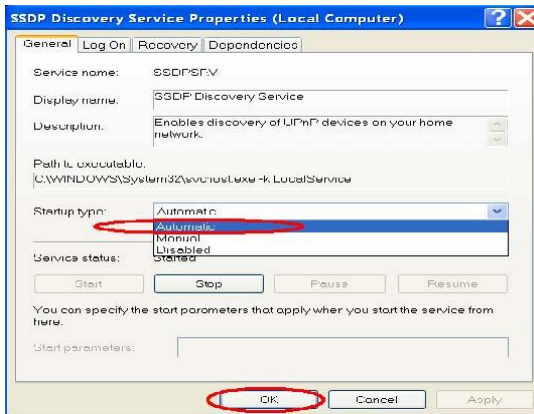 SSDP Discovery Service Properties (Local Computer)
General Log On Recovery Dependencies
Service name: SSDPSRV
Display name: SSDP Discovery Service
Description: Enables discovery of UPnP devices on your home
network.
Path to executable:
C:\WINDOWS\System32\svchost.exe -k LocalService
Startup type: Automatic
Automatic
Manual
Disabled
Service status: Started
Start Stop Pause Resume
You can specify the start parameters that apply when you start the service from
here.
Start parameters:
OK Cancel Apply